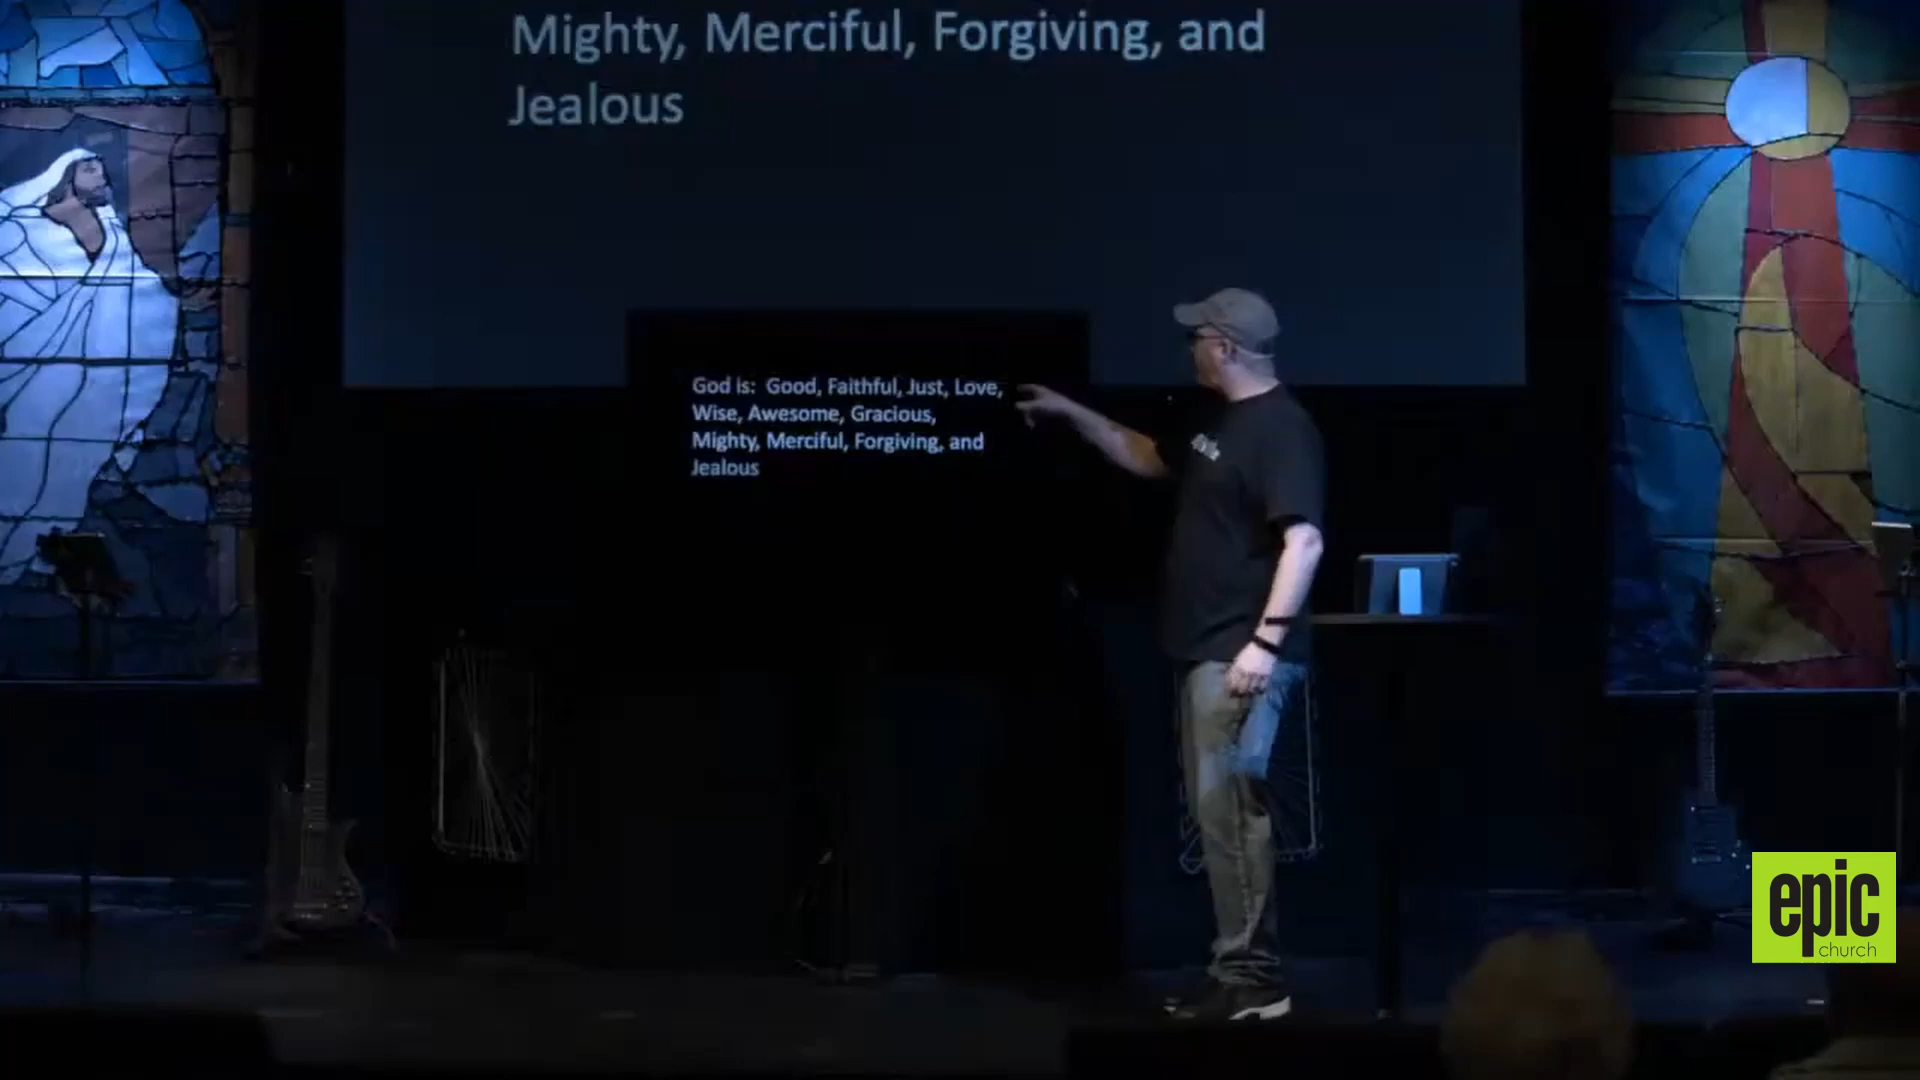 Mighty, Merciful, Forgiving, and
Jealous
God is:  Good, Faithful, Just, Love,
Wise, Awesome, Gracious,
Mighty, Merciful, Forgiving, and
Jealous
epic
church